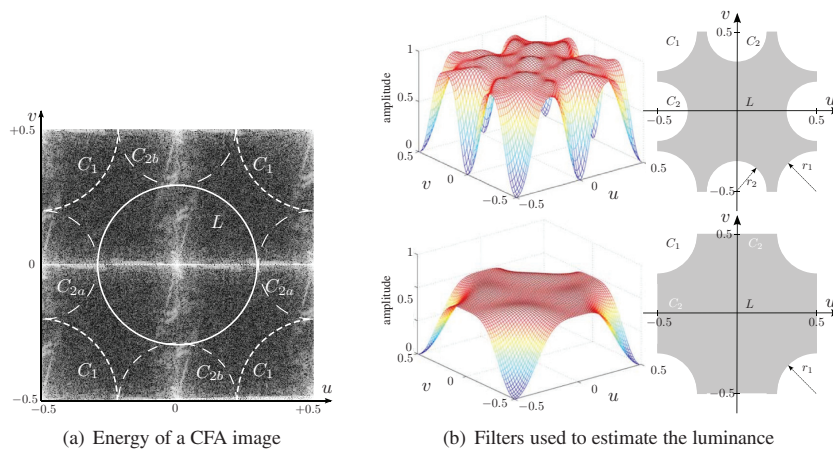 v
+0.5
C1
C2b
C1
L
0
C2a
C2a
C1
C2b
C1
−0.5
u
−0.5
0
+0.5
(a) Energy of a CFA image
1
amplitude
0.5
0
0.5
v
0
−0.5
−0.5
0
u
0.5
v
0.5
C1
C2
C2
L
u
−0.5
0.5
r2
r1
−0.5
1
amplitude
0.5
0
0.5
v
0
−0.5
−0.5
0
u
0.5
v
0.5
C1
C2
C2
L
u
−0.5
0.5
r1
−0.5
(b) Filters used to estimate the luminance